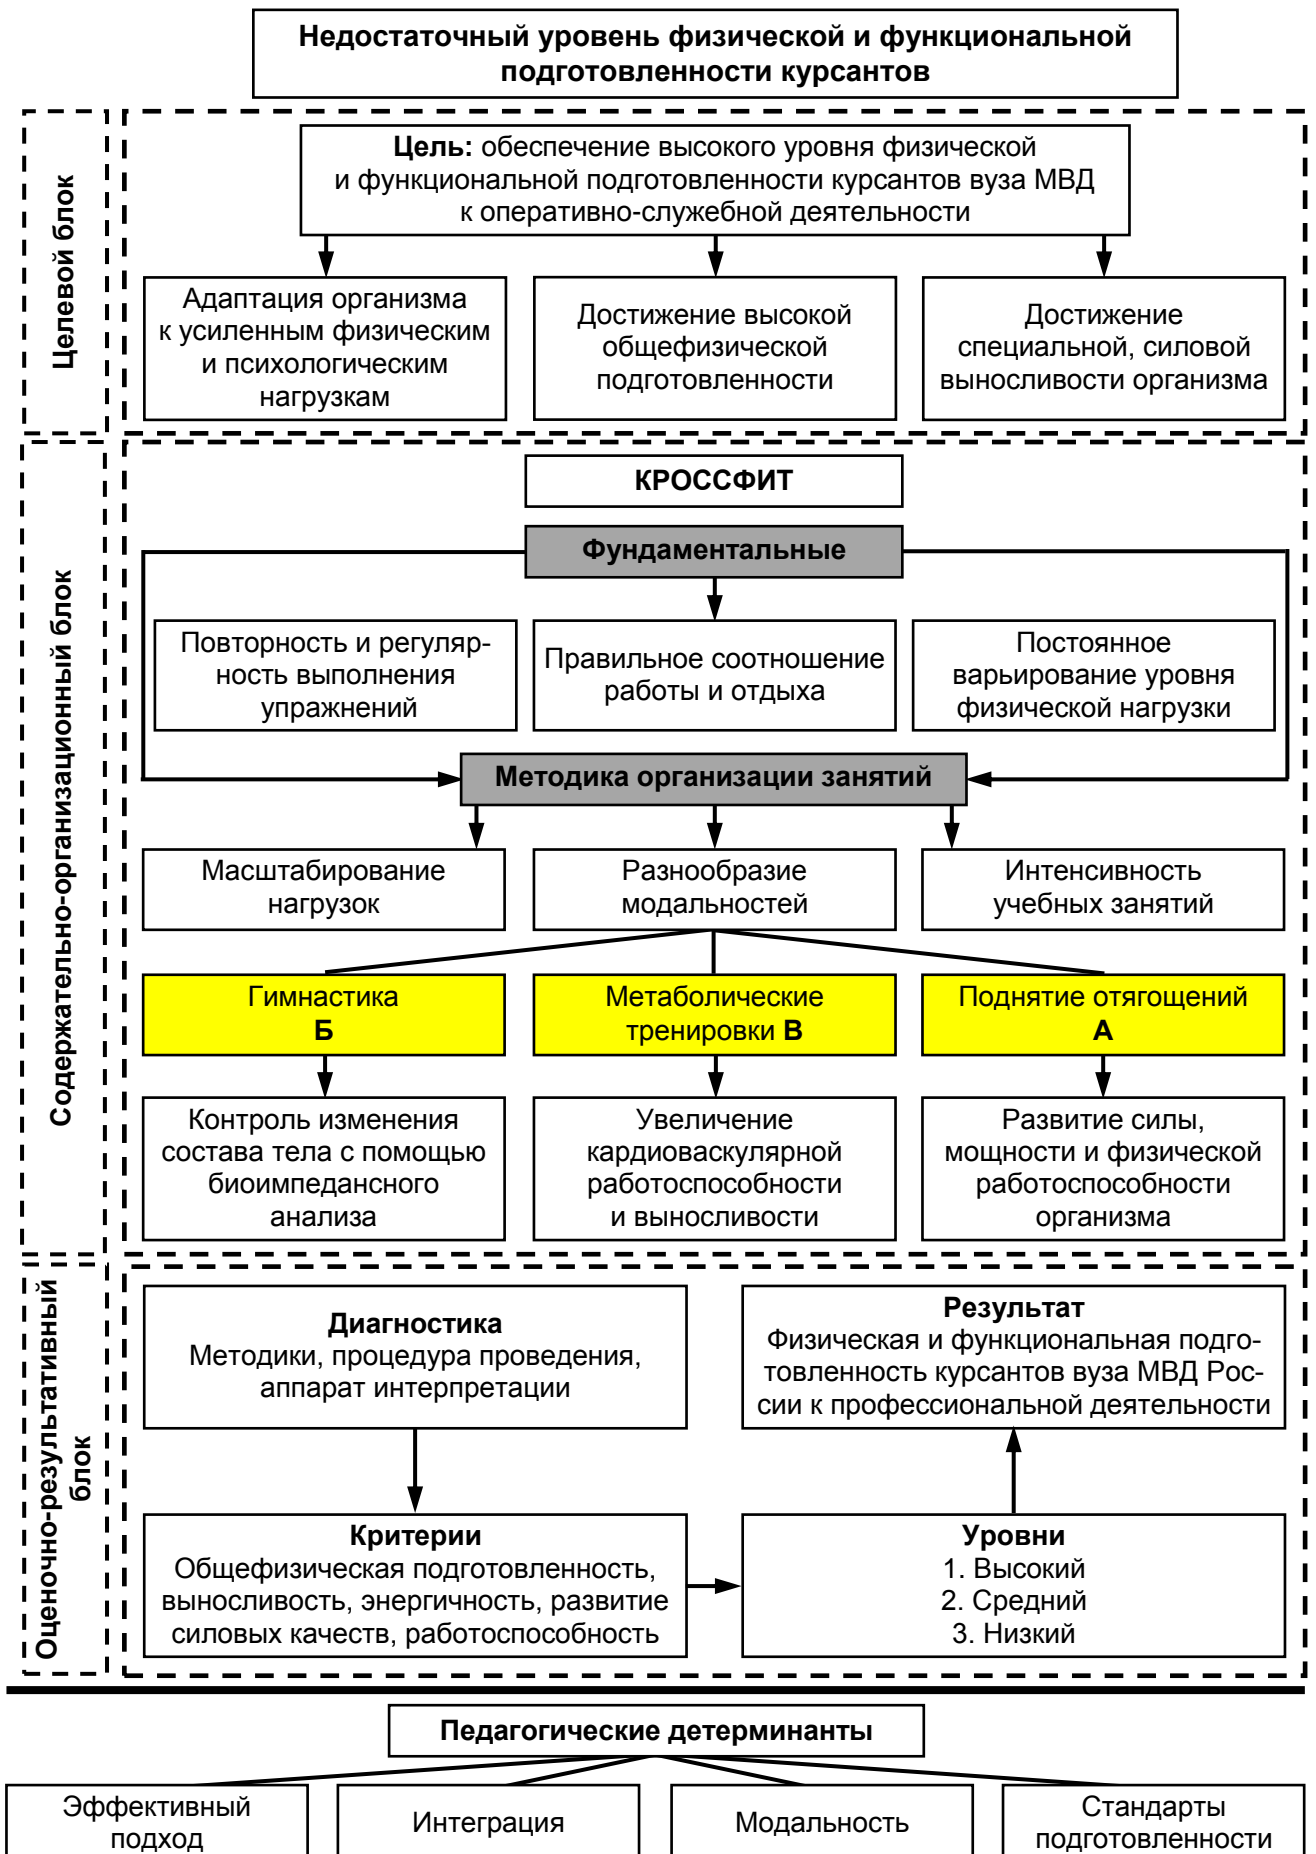 Недостаточный уровень физической и функциональной
подготовленности курсантов
Целевой блок
Цель: обеспечение высокого уровня физической
и функциональной подготовленности курсантов вуза МВД
к оперативно-служебной деятельности
Адаптация организма
к усиленным физическим
и психологическим
нагрузкам
Достижение высокой
общефизической
подготовленности
Достижение
специальной, силовой
выносливости организма
Содержательно-организационный блок
КРОССФИТ
Фундаментальные
Повторность и регуляр-
ность выполнения
упражнений
Правильное соотношение
работы и отдыха
Постоянное
варьирование уровня
физической нагрузки
Методика организации занятий
Масштабирование
нагрузок
Разнообразие
модальностей
Интенсивность
учебных занятий
Гимнастика
Б
Метаболические
тренировки В
Поднятие отягощений
А
Контроль изменения
состава тела с помощью
биоимпедансного
анализа
Увеличение
кардиоваскулярной
работоспособности
и выносливости
Развитие силы,
мощности и физической
работоспособности
организма
Оценочно-результативный
блок
Диагностика
Методики, процедура проведения,
аппарат интерпретации
Результат
Физическая и функциональная подго-
товленность курсантов вуза МВД Рос-
сии к профессиональной деятельности
Критерии
Общефизическая подготовленность,
выносливость, энергичность, развитие
силовых качеств, работоспособность
Уровни
1. Высокий
2. Средний
3. Низкий
Педагогические детерминанты
Эффективный
подход
Интеграция
Модальность
Стандарты
подготовленности